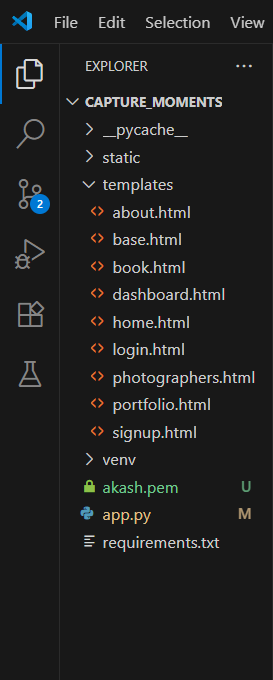 File Edit Selection View
EXPLORER ...
CAPTURE_MOMENTS
__pycache__
static
templates
about.html
base.html
book.html
2
dashboard.html
home.html
login.html
photographers.html
portfolio.html
signup.html
venv
akash.pem U
app.py M
requirements.txt